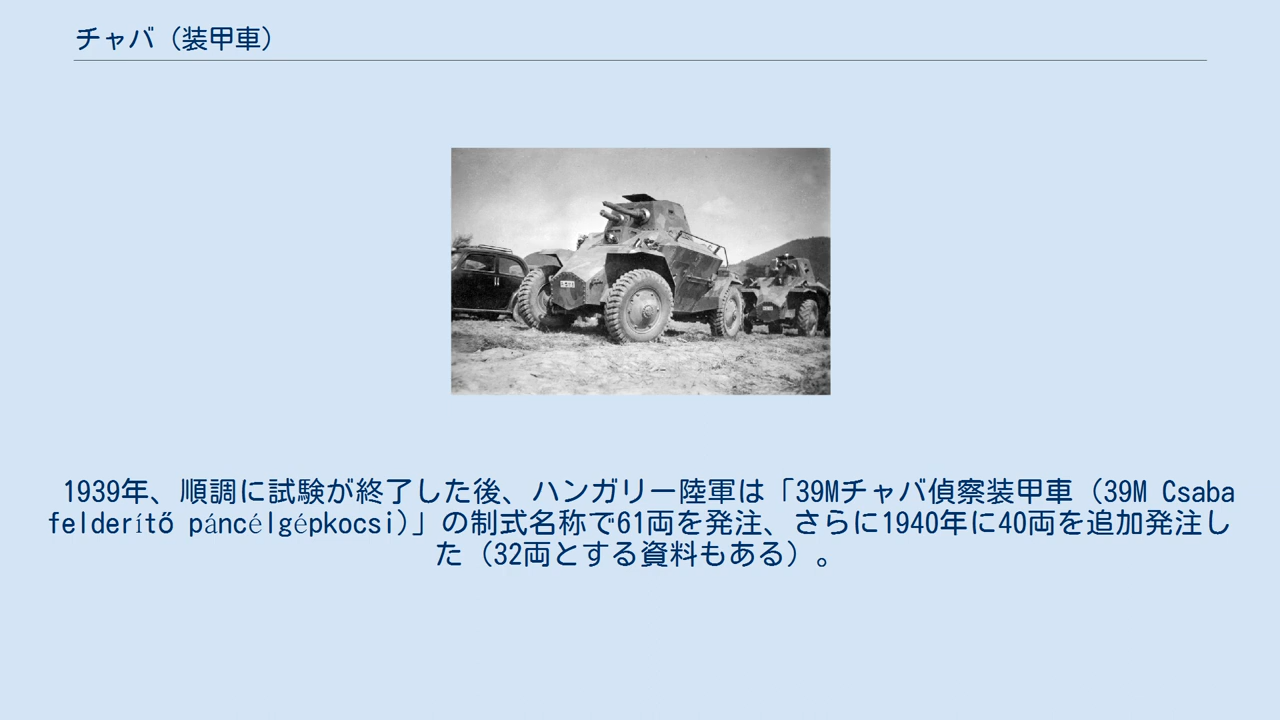 チャバ（装甲車）
1939年、順調に試験が終了した後、ハンガリー陸軍は「39Mチャバ偵察装甲車（39M Csaba
felderítő páncélgépkocsi)」の制式名称で61両を発注、さらに1940年に40両を追加発注し
た（32両とする資料もある）。